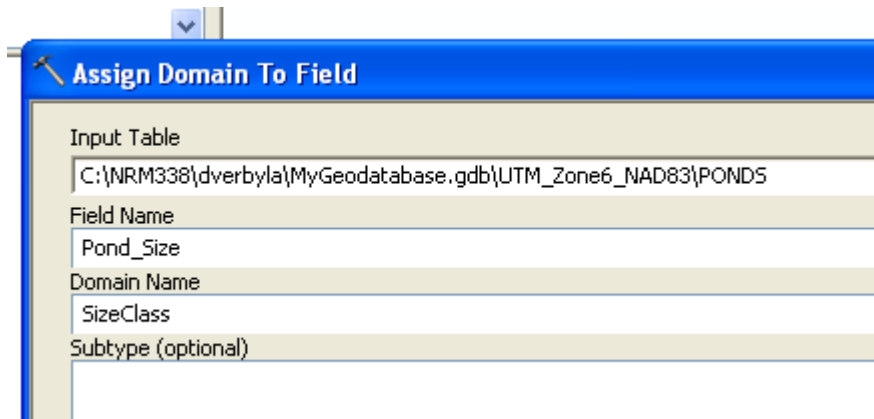 Assign Domain To Field
Input Table
C:\NRM338\dverbyla\MyGeodatabase.gdb\UTM_Zone6_NAD83\PONDS
Field Name
Pond_Size
Domain Name
SizeClass
Subtype (optional)